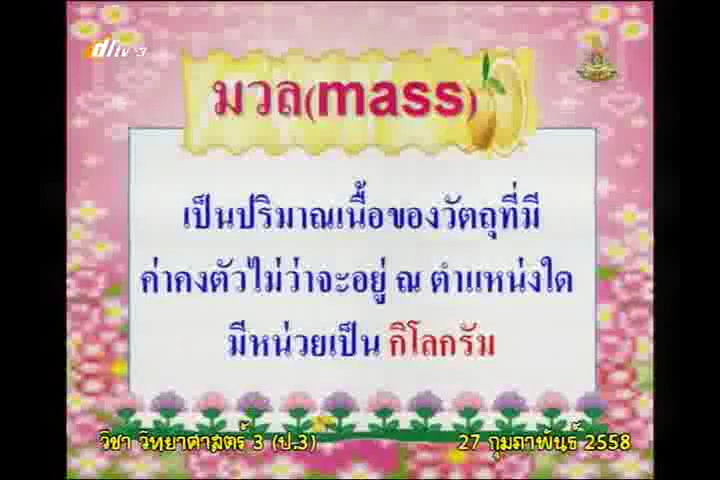 dltv 3
มวล(mass)
เป็นปริมาณเนื้อของวัตถุที่มี
ค่าคงตัวไม่ว่าจะอยู่ ณ ตำแหน่งใด
มีหน่วยเป็น กิโลกรัม
วิชา วิทยาศาสตร์ 3 (ป.3) 27 กุมภาพันธ์ 2558